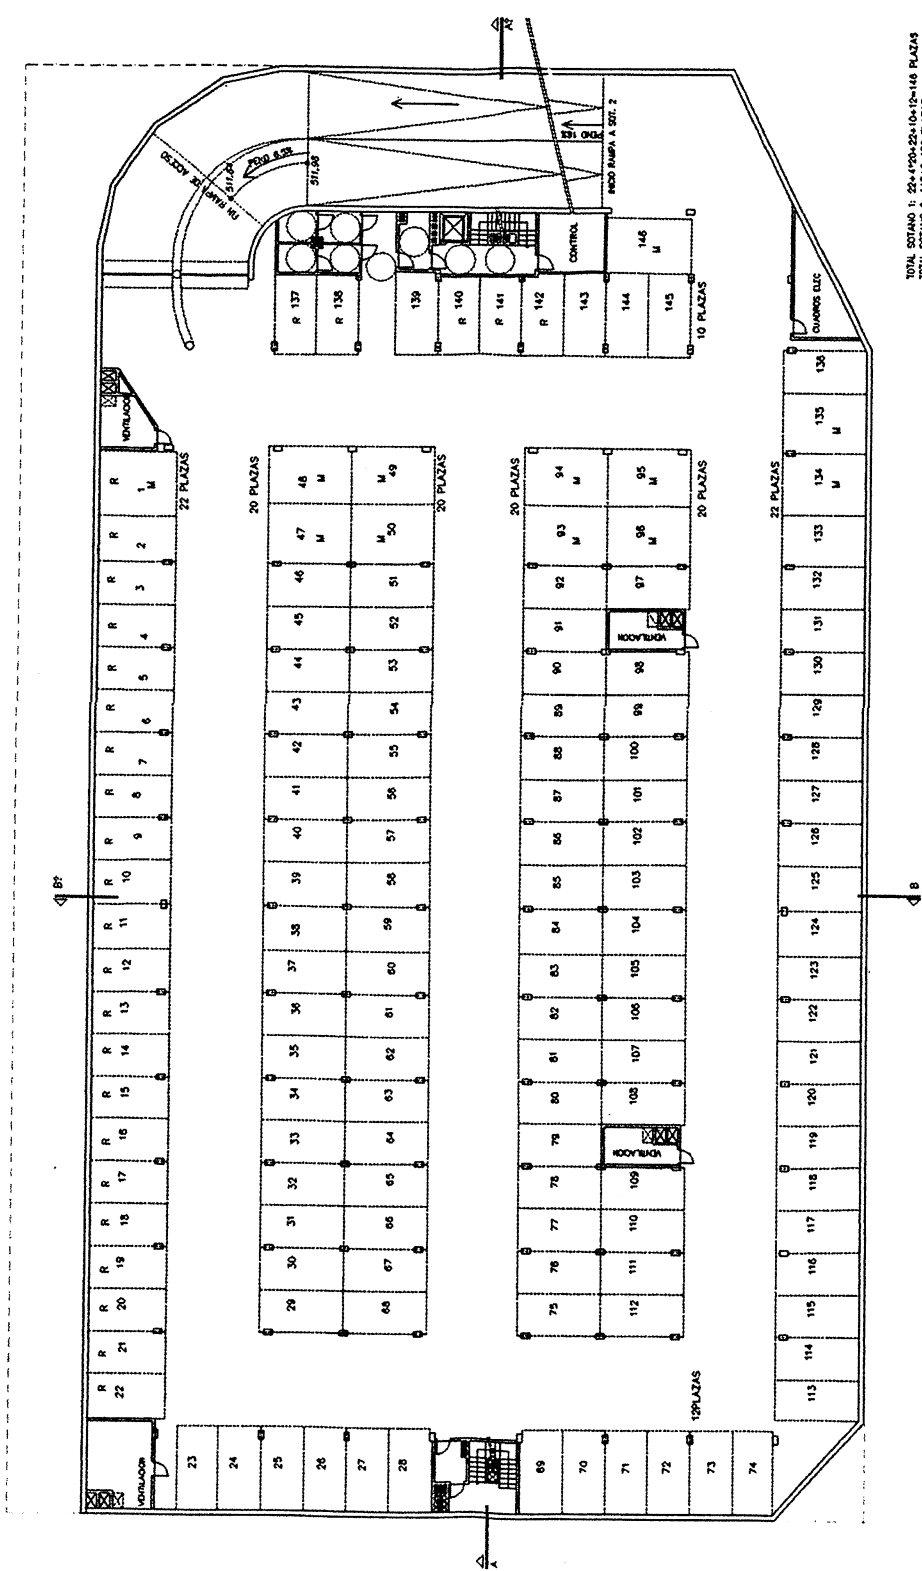 A?
TOTAL SOTANO 1: 22+4*20+22+10+12=146 PLAZAS
PEND 16%
INICIO RAMPA A SOT. 2
FIN RAMPA DE ACCESO
PEND 6.5%
511,98
CONTROL
146 M
CUADROS ELEC
R 137
R 138
139
R 140
R 141
R 142
143
144
145
10 PLAZAS
VENTILACION
22 PLAZAS
20 PLAZAS
20 PLAZAS
20 PLAZAS
20 PLAZAS
22 PLAZAS
R 1 M
R 2
R 3
R 4
R 5
R 6
R 7
R 8
R 9
R 10
R 11
R 12
R 13
R 14
R 15
R 16
R 17
R 18
R 19
R 20
R 21
R 22
48 M
47 M
46
45
44
43
42
41
40
39
38
37
36
35
34
33
32
31
30
29
M 49
M 50
51
52
53
54
55
56
57
58
59
60
61
62
63
64
65
66
67
68
94 M
93 M
92
91
90
89
88
87
86
85
84
83
82
81
80
79
78
77
76
75
95 M
96 M
97
VENTILACION
98
99
100
101
102
103
104
105
106
107
108
VENTILACION
109
110
111
112
136
135 M
134 M
133
132
131
130
129
128
127
126
125
124
123
122
121
120
119
118
117
116
115
114
113
B?
B
12PLAZAS
VENTILADOR
23
24
25
26
27
28
69
70
71
72
73
74
A